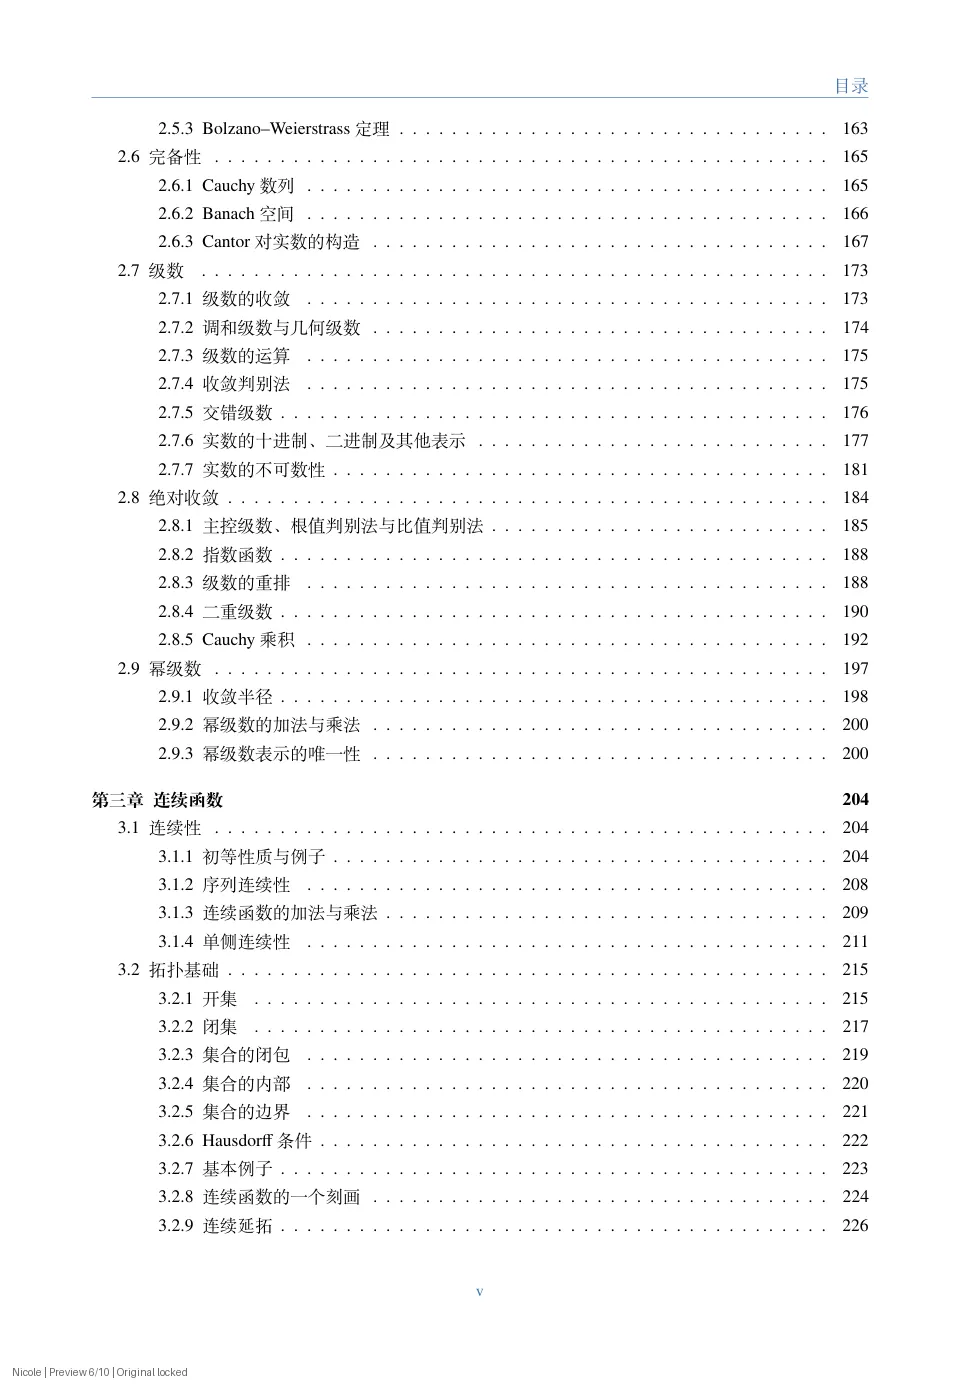 目录
2.5.3 Bolzano–Weierstrass 定理 . . . . . . . . . . . . . . . . . . . . . . . . . . . . . . . . . 163
2.6 完备性 . . . . . . . . . . . . . . . . . . . . . . . . . . . . . . . . . . . . . . . . . . . . . . . 165
2.6.1 Cauchy 数列 . . . . . . . . . . . . . . . . . . . . . . . . . . . . . . . . . . . . . . . . 165
2.6.2 Banach 空间 . . . . . . . . . . . . . . . . . . . . . . . . . . . . . . . . . . . . . . . . 166
2.6.3 Cantor 对实数的构造 . . . . . . . . . . . . . . . . . . . . . . . . . . . . . . . . . . . 167
2.7 级数 . . . . . . . . . . . . . . . . . . . . . . . . . . . . . . . . . . . . . . . . . . . . . . . . 173
2.7.1 级数的收敛 . . . . . . . . . . . . . . . . . . . . . . . . . . . . . . . . . . . . . . . . 173
2.7.2 调和级数与几何级数 . . . . . . . . . . . . . . . . . . . . . . . . . . . . . . . . . . . 174
2.7.3 级数的运算 . . . . . . . . . . . . . . . . . . . . . . . . . . . . . . . . . . . . . . . . 175
2.7.4 收敛判别法 . . . . . . . . . . . . . . . . . . . . . . . . . . . . . . . . . . . . . . . . 175
2.7.5 交错级数 . . . . . . . . . . . . . . . . . . . . . . . . . . . . . . . . . . . . . . . . . . 176
2.7.6 实数的十进制、二进制及其他表示 . . . . . . . . . . . . . . . . . . . . . . . . . . . 177
2.7.7 实数的不可数性 . . . . . . . . . . . . . . . . . . . . . . . . . . . . . . . . . . . . . . 181
2.8 绝对收敛 . . . . . . . . . . . . . . . . . . . . . . . . . . . . . . . . . . . . . . . . . . . . . . 184
2.8.1 主控级数、根值判别法与比值判别法 . . . . . . . . . . . . . . . . . . . . . . . . . . 185
2.8.2 指数函数 . . . . . . . . . . . . . . . . . . . . . . . . . . . . . . . . . . . . . . . . . . 188
2.8.3 级数的重排 . . . . . . . . . . . . . . . . . . . . . . . . . . . . . . . . . . . . . . . . 188
2.8.4 二重级数 . . . . . . . . . . . . . . . . . . . . . . . . . . . . . . . . . . . . . . . . . . 190
2.8.5 Cauchy 乘积 . . . . . . . . . . . . . . . . . . . . . . . . . . . . . . . . . . . . . . . . 192
2.9 幂级数 . . . . . . . . . . . . . . . . . . . . . . . . . . . . . . . . . . . . . . . . . . . . . . . 197
2.9.1 收敛半径 . . . . . . . . . . . . . . . . . . . . . . . . . . . . . . . . . . . . . . . . . . 198
2.9.2 幂级数的加法与乘法 . . . . . . . . . . . . . . . . . . . . . . . . . . . . . . . . . . . 200
2.9.3 幂级数表示的唯一性 . . . . . . . . . . . . . . . . . . . . . . . . . . . . . . . . . . . 200
第三章 连续函数 204
3.1 连续性 . . . . . . . . . . . . . . . . . . . . . . . . . . . . . . . . . . . . . . . . . . . . . . . 204
3.1.1 初等性质与例子 . . . . . . . . . . . . . . . . . . . . . . . . . . . . . . . . . . . . . . 204
3.1.2 序列连续性 . . . . . . . . . . . . . . . . . . . . . . . . . . . . . . . . . . . . . . . . 208
3.1.3 连续函数的加法与乘法 . . . . . . . . . . . . . . . . . . . . . . . . . . . . . . . . . . 209
3.1.4 单侧连续性 . . . . . . . . . . . . . . . . . . . . . . . . . . . . . . . . . . . . . . . . 211
3.2 拓扑基础 . . . . . . . . . . . . . . . . . . . . . . . . . . . . . . . . . . . . . . . . . . . . . . 215
3.2.1 开集 . . . . . . . . . . . . . . . . . . . . . . . . . . . . . . . . . . . . . . . . . . . . 215
3.2.2 闭集 . . . . . . . . . . . . . . . . . . . . . . . . . . . . . . . . . . . . . . . . . . . . 217
3.2.3 集合的闭包 . . . . . . . . . . . . . . . . . . . . . . . . . . . . . . . . . . . . . . . . 219
3.2.4 集合的内部 . . . . . . . . . . . . . . . . . . . . . . . . . . . . . . . . . . . . . . . . 220
3.2.5 集合的边界 . . . . . . . . . . . . . . . . . . . . . . . . . . . . . . . . . . . . . . . . 221
3.2.6 Hausdorff 条件 . . . . . . . . . . . . . . . . . . . . . . . . . . . . . . . . . . . . . . . 222
3.2.7 基本例子 . . . . . . . . . . . . . . . . . . . . . . . . . . . . . . . . . . . . . . . . . . 223
3.2.8 连续函数的一个刻画 . . . . . . . . . . . . . . . . . . . . . . . . . . . . . . . . . . . 224
3.2.9 连续延拓 . . . . . . . . . . . . . . . . . . . . . . . . . . . . . . . . . . . . . . . . . . 226
v
Nicole | Preview 6/10 | Original locked